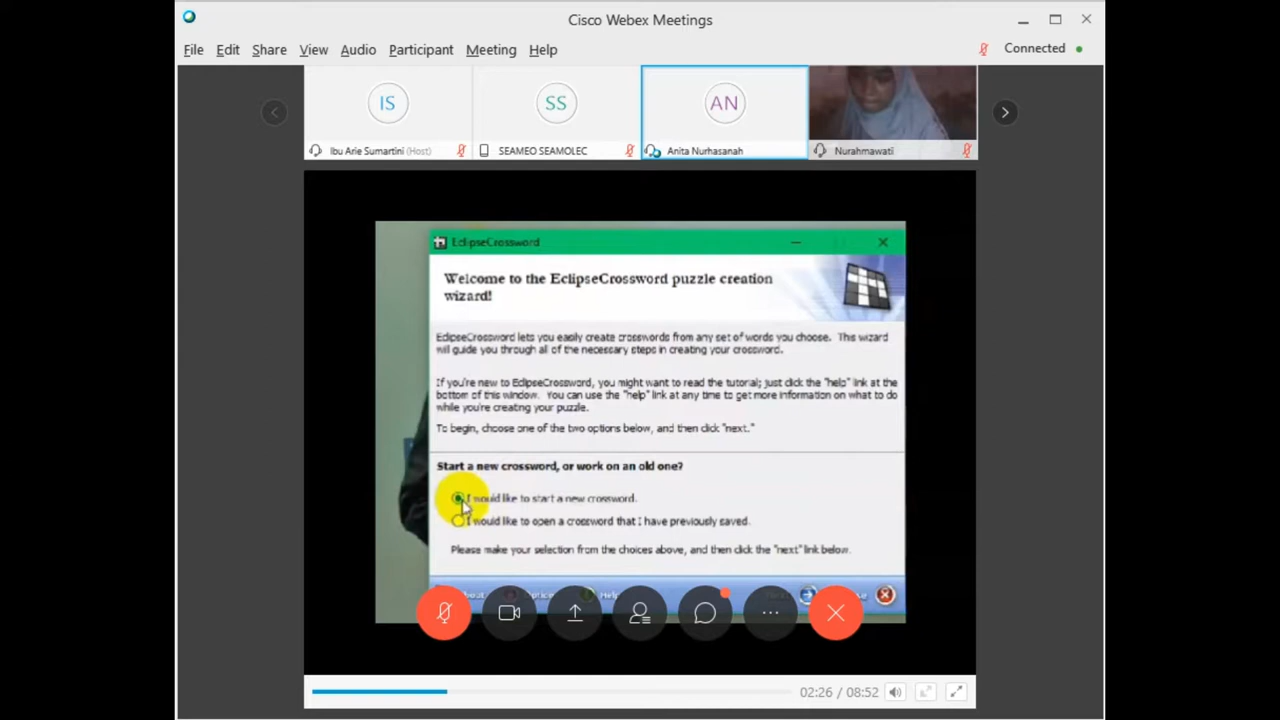 Cisco Webex Meetings
File Edit Share View Audio Participant Meeting Help
Connected
IS
SS
AN
Ibu Arie Sumartini (Host)
SEAMEO SEAMOLEC
Anita Nurhasanah
Nurahmawati
EclipseCrossword
Welcome to the EclipseCrossword puzzle creation
wizard!
EclipseCrossword lets you easily create crosswords from any set of words you choose. This wizard
will guide you through all of the necessary steps in creating your crossword.
If you're new to EclipseCrossword, you might want to read the tutorial; just click the "help" link at the
bottom of this window. You can use the "help" link at any time to get more information on what to do
while you're creating your puzzle.
To begin, choose one of the two options below, and then click "next."
Start a new crossword, or work on an old one?
I would like to start a new crossword.
I would like to open a crossword that I have previously saved.
Please make your selection from the choices above, and then click the "next" link below.
02:26 / 08:52